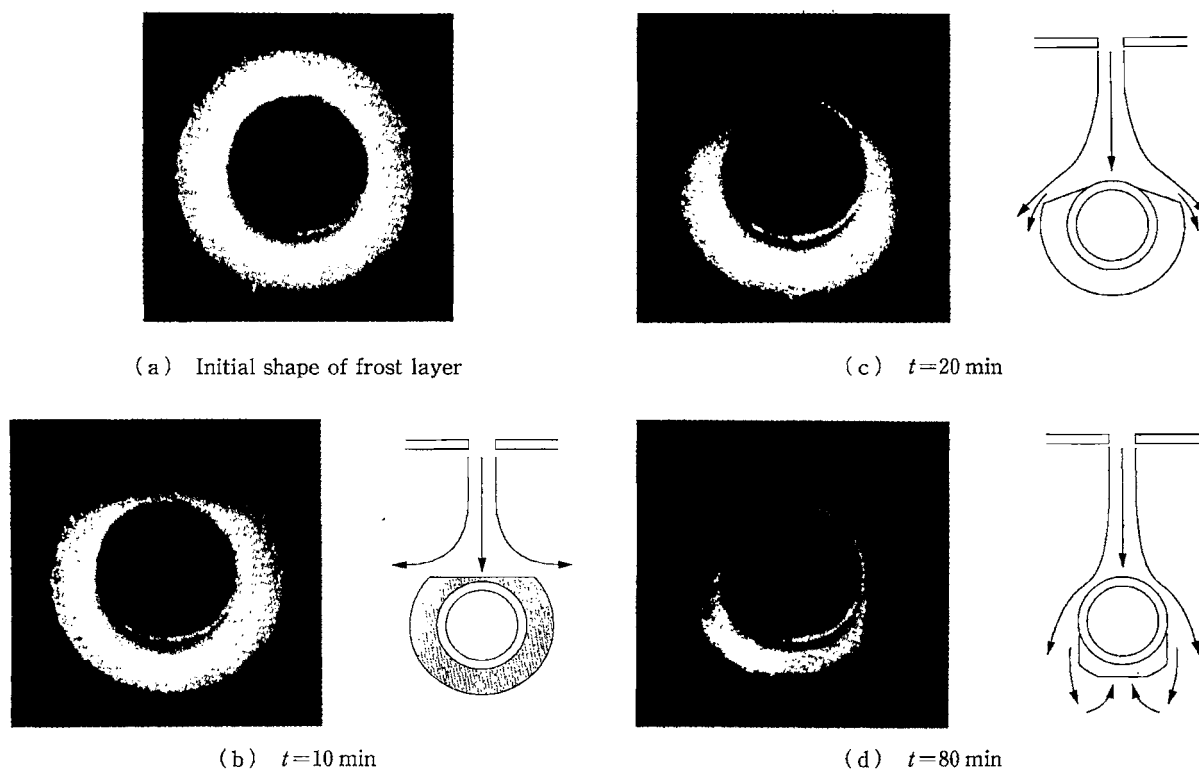 (a) Initial shape of frost layer
(c) t=20 min
(b) t=10 min
(d) t=80 min